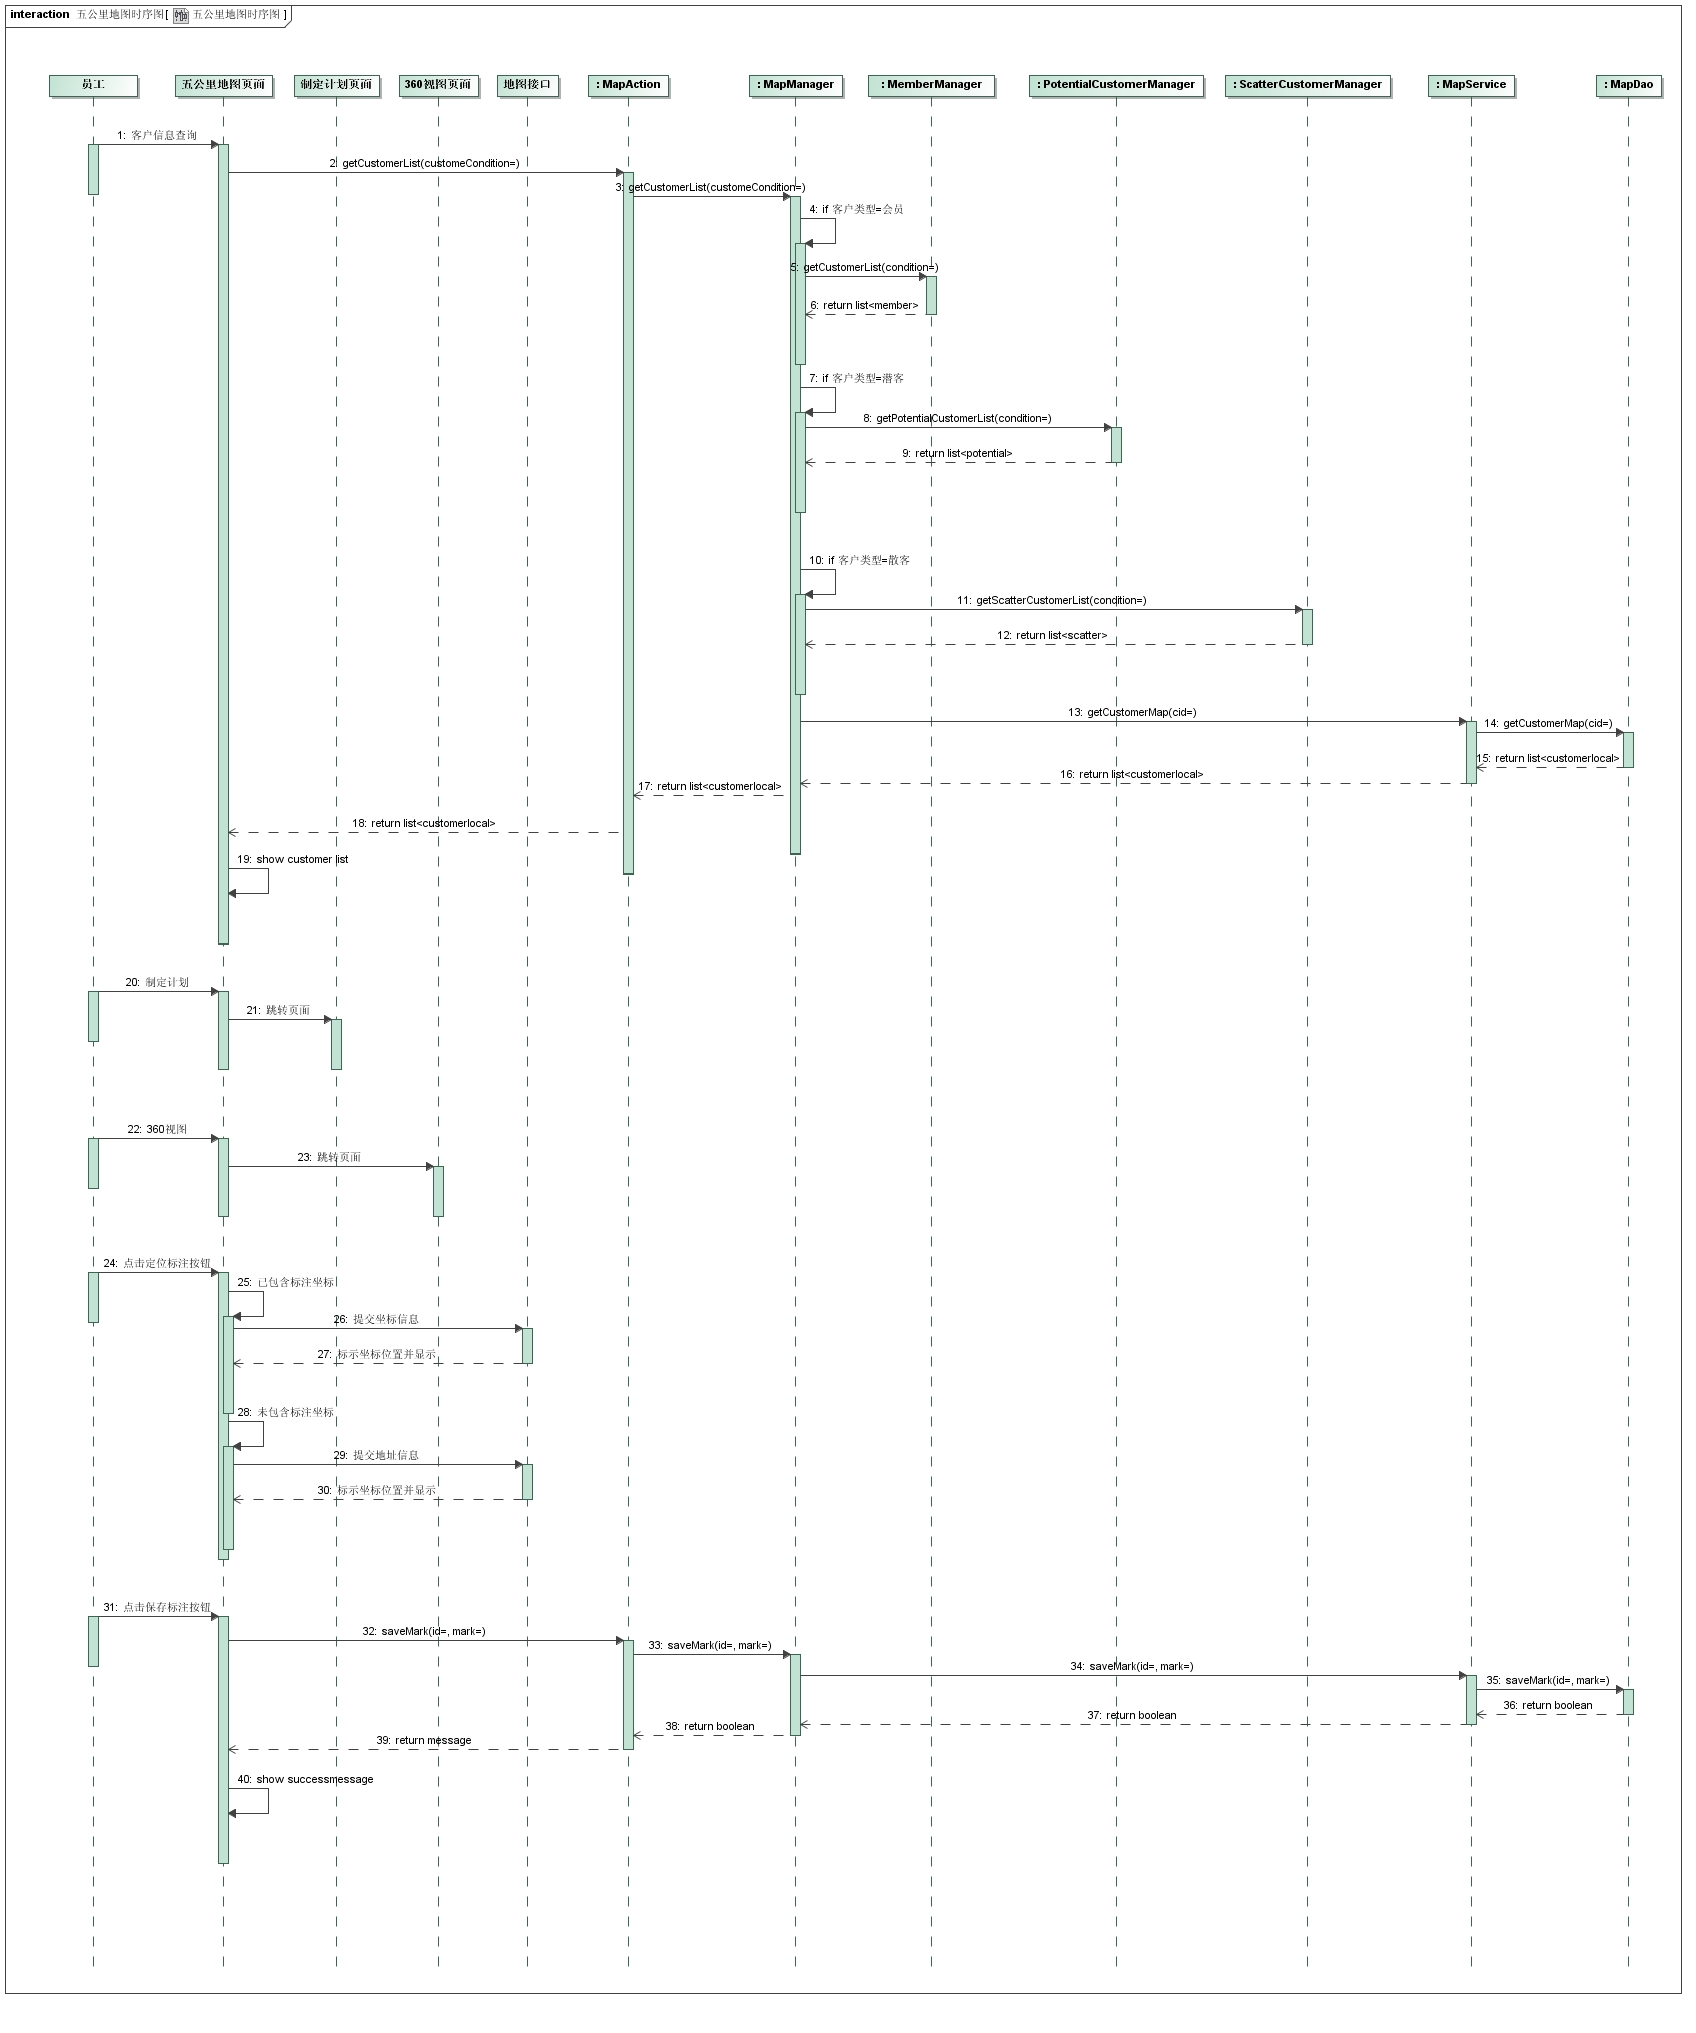 interaction 五公里地图时序图[ 五公里地图时序图 ]
员工
五公里地图页面
制定计划页面
360视图页面
地图接口
: MapAction
: MapManager
: MemberManager
: PotentialCustomerManager
: ScatterCustomerManager
: MapService
: MapDao
1: 客户信息查询
2: getCustomerList(customeCondition=)
3: getCustomerList(customeCondition=)
4: if 客户类型=会员
5: getCustomerList(condition=)
6: return list<member>
7: if 客户类型=潜客
8: getPotentialCustomerList(condition=)
9: return list<potential>
10: if 客户类型=散客
11: getScatterCustomerList(condition=)
12: return list<scatter>
13: getCustomerMap(cid=)
14: getCustomerMap(cid=)
15: return list<customerlocal>
16: return list<customerlocal>
17: return list<customerlocal>
18: return list<customerlocal>
19: show customer list
20: 制定计划
21: 跳转页面
22: 360视图
23: 跳转页面
24: 点击定位标注按钮
25: 已包含标注坐标
26: 提交坐标信息
27: 标示坐标位置并显示
28: 未包含标注坐标
29: 提交地址信息
30: 标示坐标位置并显示
31: 点击保存标注按钮
32: saveMark(id=, mark=)
33: saveMark(id=, mark=)
34: saveMark(id=, mark=)
35: saveMark(id=, mark=)
36: return boolean
37: return boolean
38: return boolean
39: return message
40: show successmessage